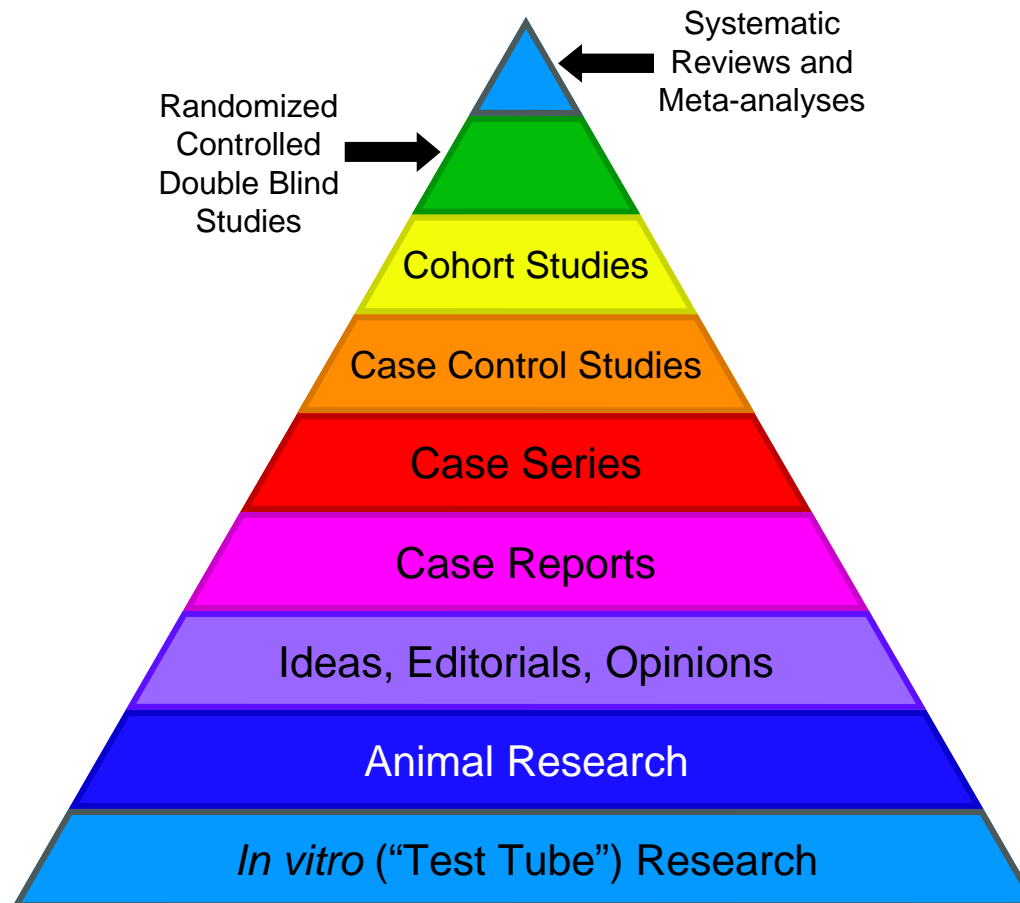 Systematic
Reviews and
Meta-analyses
Randomized
Controlled
Double Blind
Studies
Cohort Studies
Case Control Studies
Case Series
Case Reports
Ideas, Editorials, Opinions
Animal Research
In vitro (“Test Tube”) Research